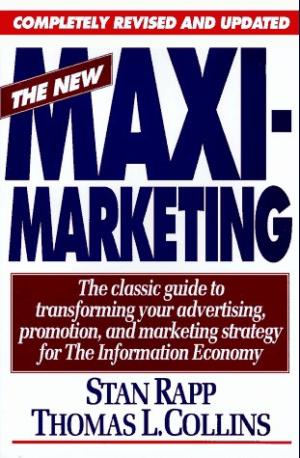 COMPLETELY REVISED AND UPDATED
THE NEW
MAXI-
MARKETING
The classic guide to
transforming your advertising,
promotion, and marketing strategy
for The Information Economy
STAN RAPP
THOMAS L. COLLINS